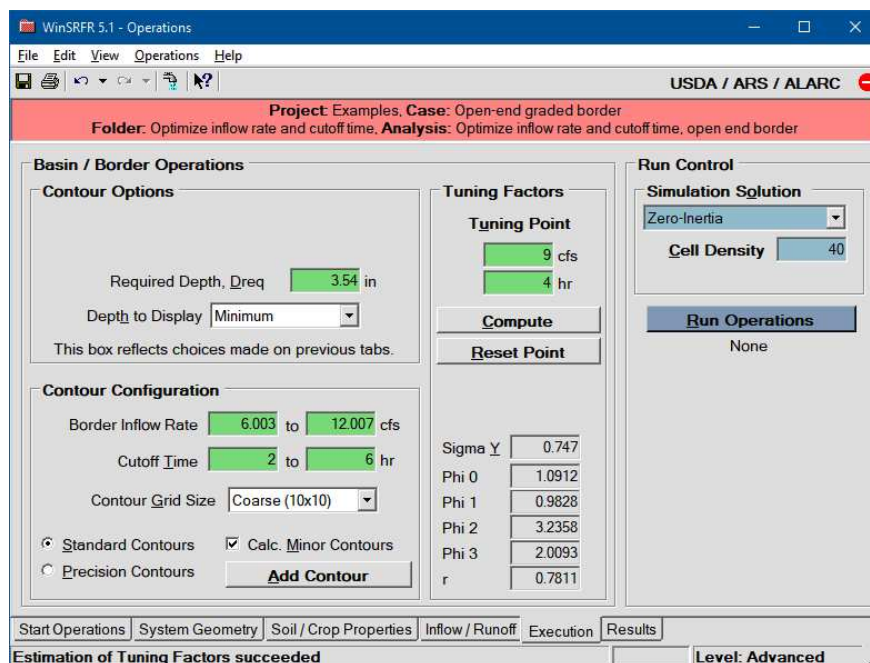 WinSRFR 5.1 - Operations
File Edit View Operations Help
USDA / ARS / ALARC
Project: Examples, Case: Open-end graded border
Folder: Optimize inflow rate and cutoff time, Analysis: Optimize inflow rate and cutoff time, open end border
Basin / Border Operations
Contour Options
Required Depth, Dreq 3.54 in
Depth to Display Minimum
This box reflects choices made on previous tabs.
Contour Configuration
Border Inflow Rate 6.003 to 12.007 cfs
Cutoff Time 2 to 6 hr
Contour Grid Size Coarse (10x10)
Standard Contours Calc. Minor Contours
Precision Contours Add Contour
Tuning Factors
Tuning Point
9 cfs
4 hr
Compute
Reset Point
Sigma Y 0.747
Phi 0 1.0912
Phi 1 0.9828
Phi 2 3.2358
Phi 3 2.0093
r 0.7811
Run Control
Simulation Solution
Zero-Inertia
Cell Density 40
Run Operations
None
Start Operations System Geometry Soil / Crop Properties Inflow / Runoff Execution Results
Estimation of Tuning Factors succeeded Level: Advanced